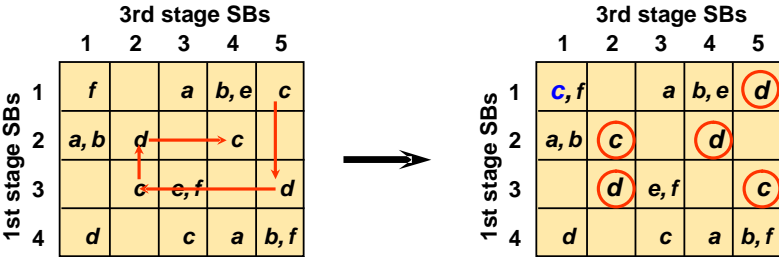 3rd stage SBs 3rd stage SBs
1 2 3 4 5 1 2 3 4 5
1st stage SBs 1st stage SBs
1 f a b, e c 1 c, f a b, e d
2 a, b d c 2 a, b c d
3 c e, f d 3 d e, f c
4 d c a b, f 4 d c a b, f